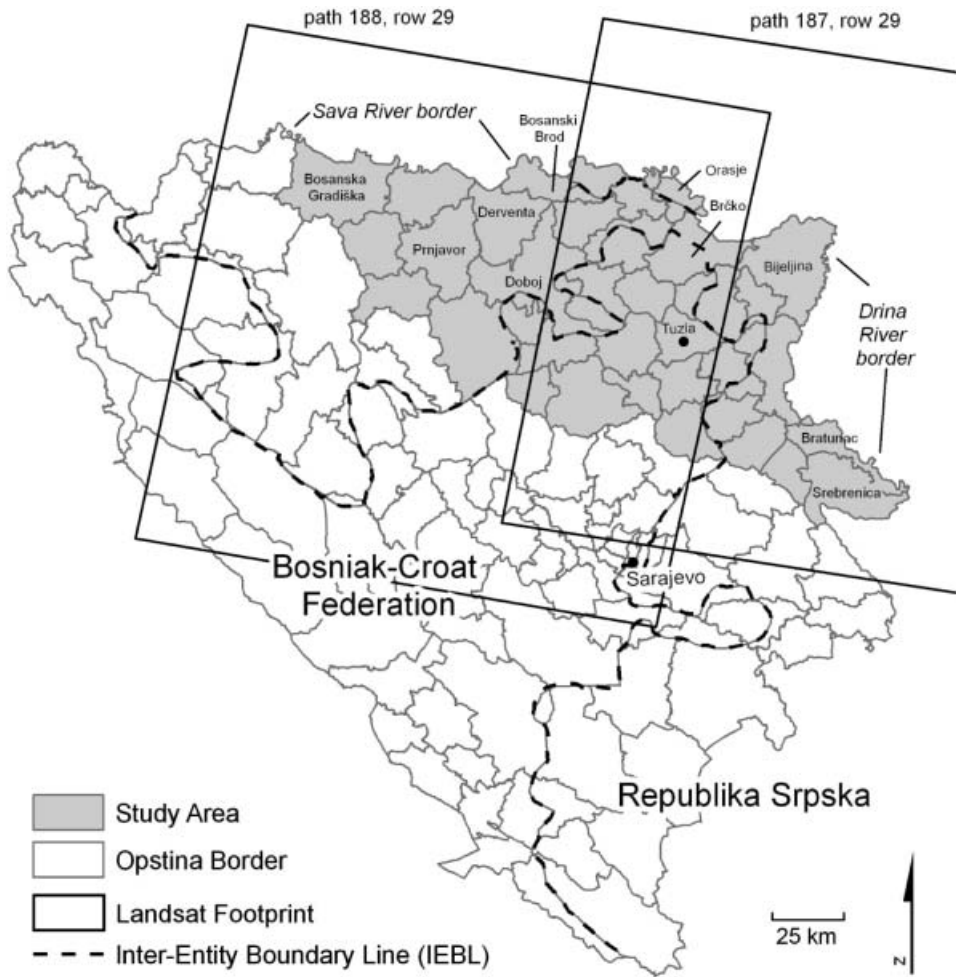 path 188, row 29
path 187, row 29
Sava River border
Bosanski
Brod
Orasje
Bosanska
Gradiška
Derventa
Brčko
Prnjavor
Bijeljina
Doboj
Drina
River
border
Tuzla
Bratunac
Srebrenica
Bosniak-Croat
Federation
Sarajevo
Republika Srpska
Study Area
Opstina Border
Landsat Footprint
Inter-Entity Boundary Line (IEBL)
25 km
N